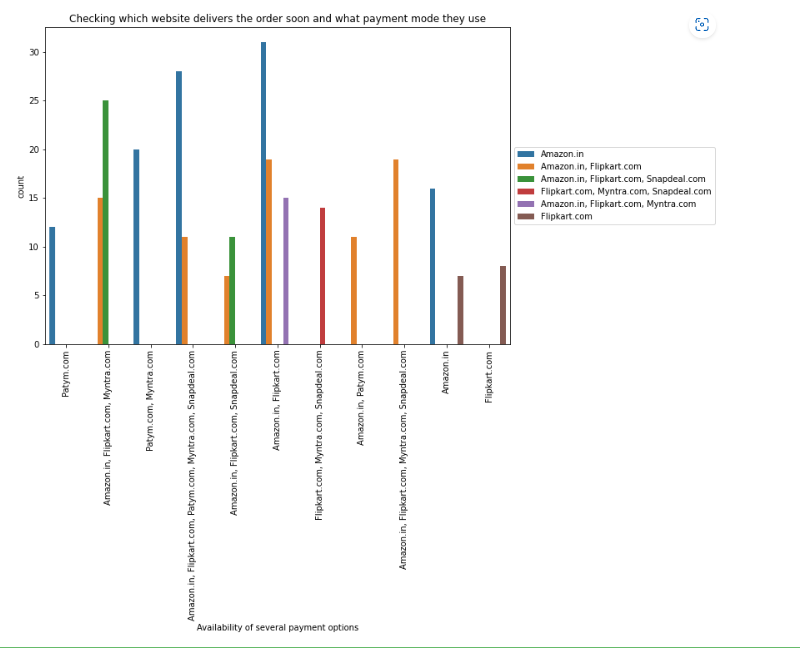 Checking which website delivers the order soon and what payment mode they use
30
25
20
15
10
5
0
count
Amazon.in
Amazon.in, Flipkart.com
Amazon.in, Flipkart.com, Snapdeal.com
Flipkart.com, Myntra.com, Snapdeal.com
Amazon.in, Flipkart.com, Myntra.com
Flipkart.com
Patym.com
Amazon.in, Flipkart.com, Myntra.com
Patym.com, Myntra.com
Amazon.in, Flipkart.com, Patym.com, Myntra.com, Snapdeal.com
Amazon.in, Flipkart.com, Snapdeal.com
Amazon.in, Flipkart.com
Flipkart.com, Myntra.com, Snapdeal.com
Amazon.in, Patym.com
Amazon.in, Flipkart.com, Myntra.com, Snapdeal.com
Amazon.in
Flipkart.com
Availability of several payment options